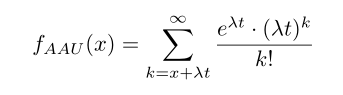 f_{AAU}(x) = \sum_{k=x+\lambda t}^{\infty} \frac{e^{\lambda t} \cdot (\lambda t)^k}{k!}